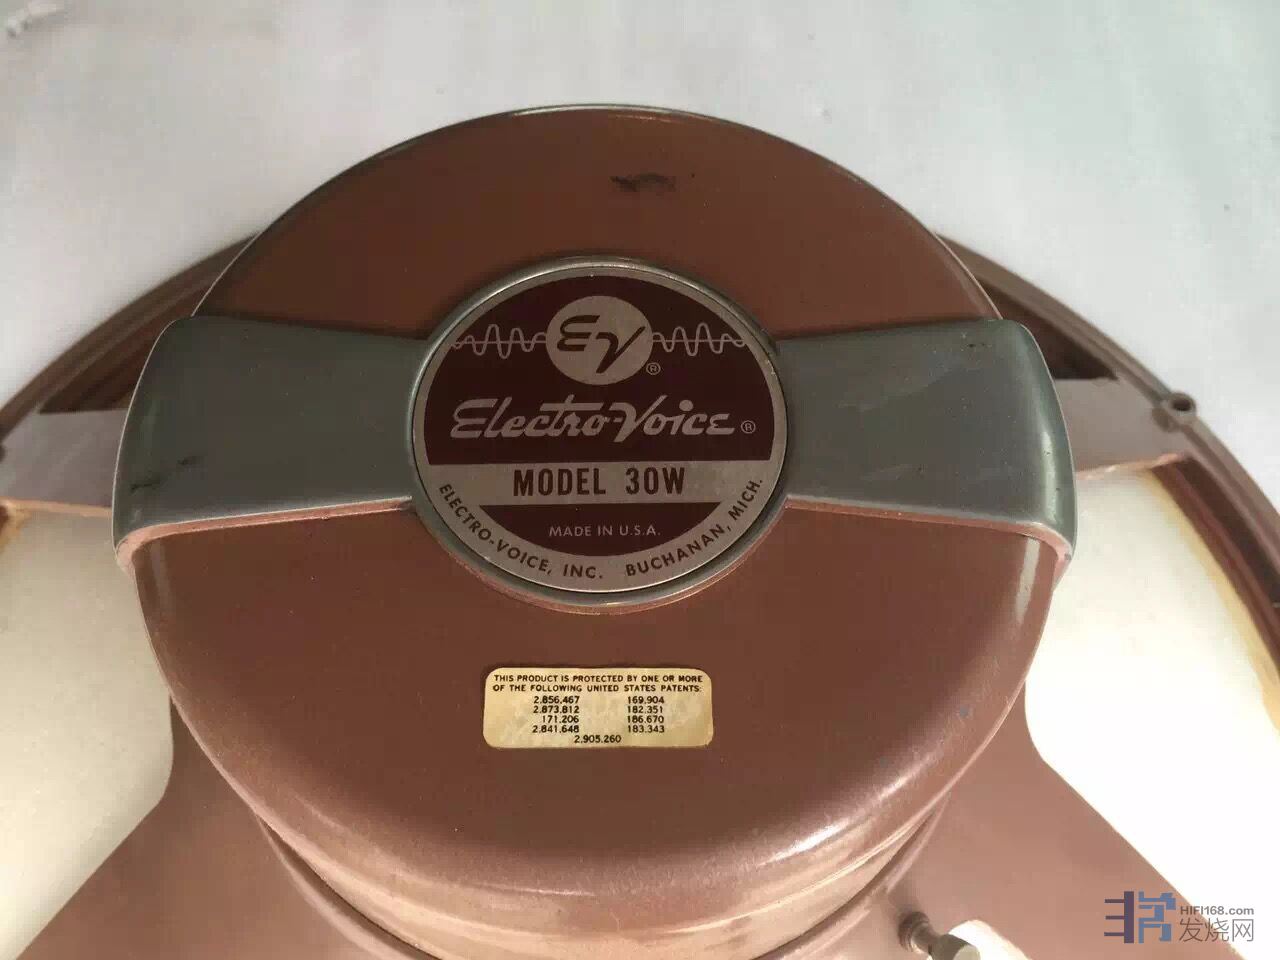 EV®
Electro-Voice®
MODEL 30W
MADE IN U.S.A.
ELECTRO-VOICE, INC. BUCHANAN, MICH.
THIS PRODUCT IS PROTECTED BY ONE OR MORE
OF THE FOLLOWING UNITED STATES PATENTS:
2,856,467 169,904
2,873,812 182,351
171,206 186,670
2,841,648 183,343
2,905,260
HIFI168.com
发烧网